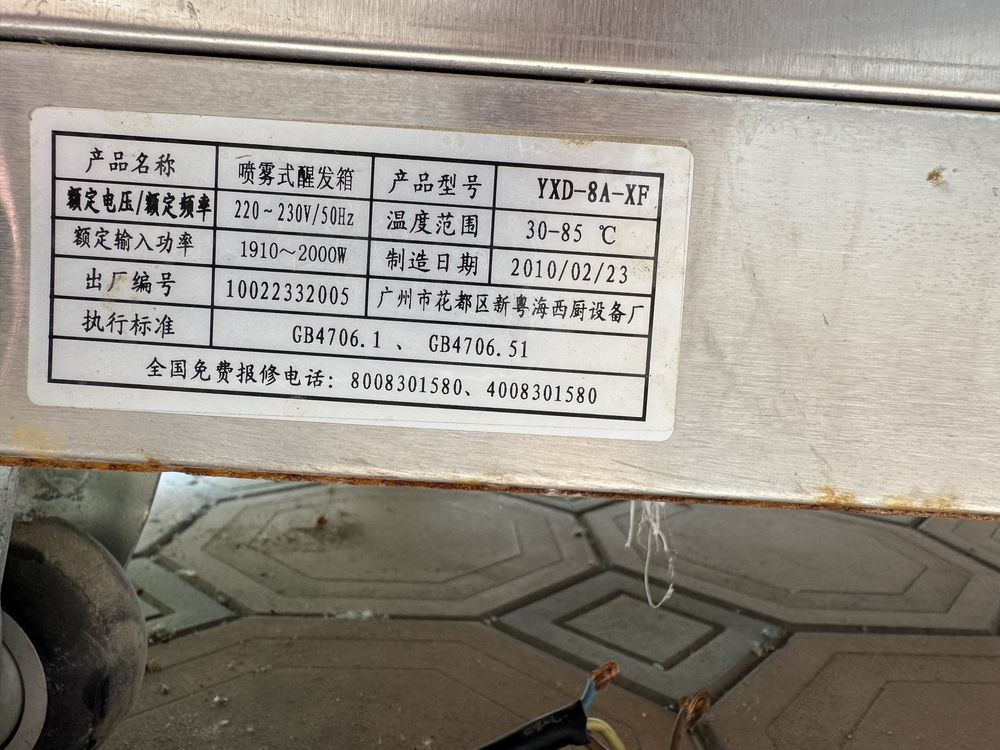 产品名称 喷雾式醒发箱 产品型号 YXD-8A-XF
额定电压/额定频率 220~230V/50Hz 温度范围 30-85 ℃
额定输入功率 1910~2000W 制造日期 2010/02/23
出厂编号 10022332005 广州市花都区新粤海西厨设备厂
执行标准 GB4706.1 、 GB4706.51
全国免费报修电话：8008301580、4008301580